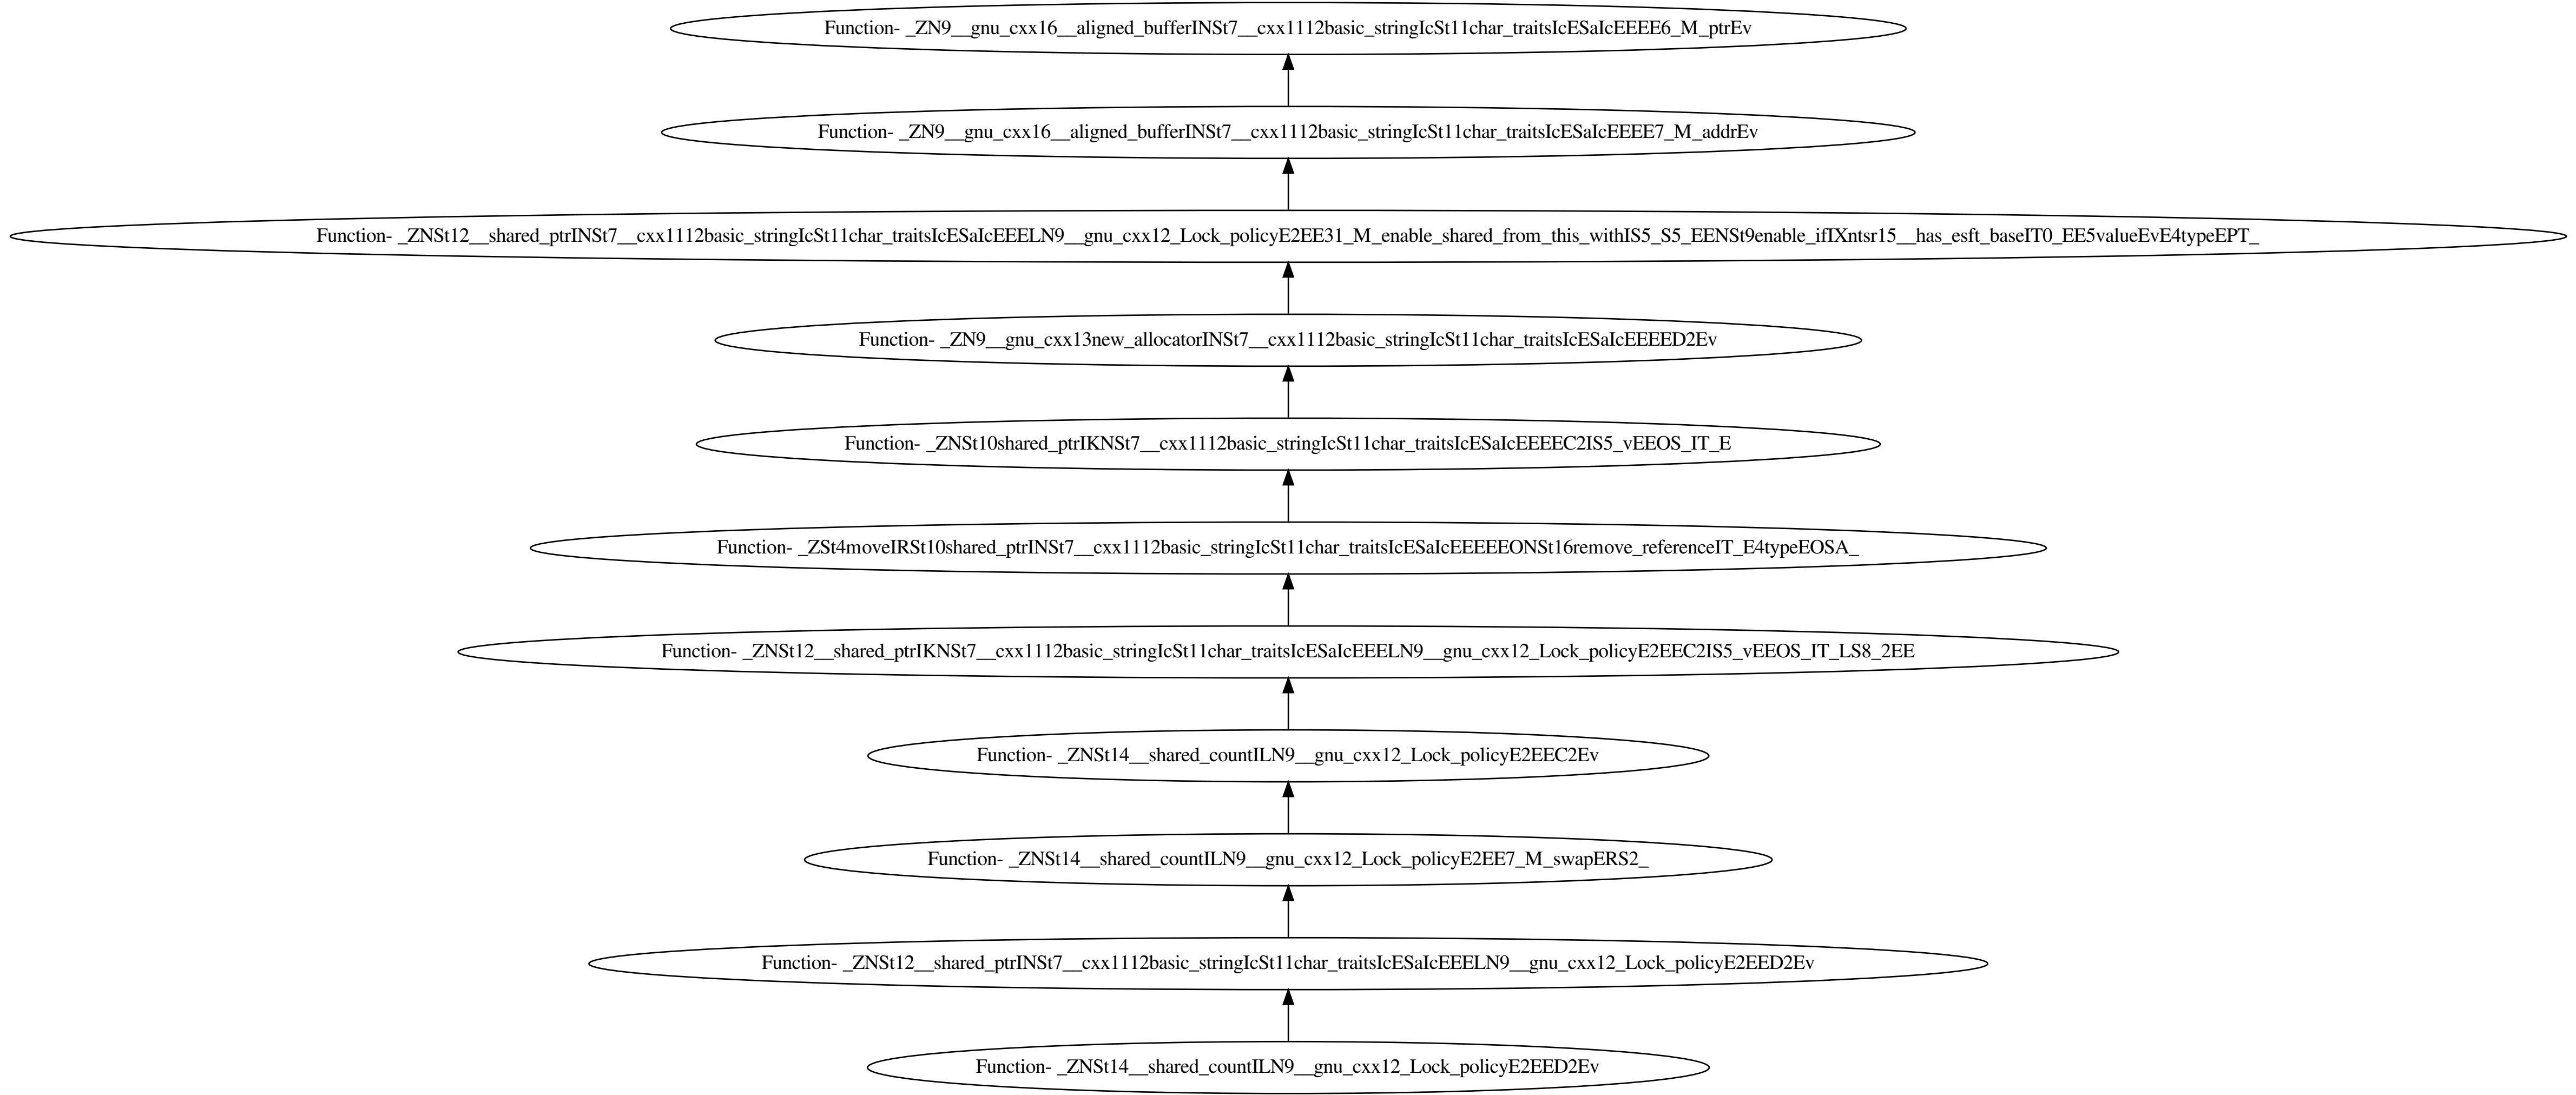 Function- _ZN9__gnu_cxx16__aligned_bufferINSt7__cxx1112basic_stringIcSt11char_traitsIcESaIcEEEE6_M_ptrEv
Function- _ZN9__gnu_cxx16__aligned_bufferINSt7__cxx1112basic_stringIcSt11char_traitsIcESaIcEEEE7_M_addrEv
Function- _ZNSt12__shared_ptrINSt7__cxx1112basic_stringIcSt11char_traitsIcESaIcEEELN9__gnu_cxx12_Lock_policyE2EE31_M_enable_shared_from_this_withIS5_S5_EENSt9enable_ifIXntsr15__has_esft_baseIT0_EE5valueEvE4typeEPT_
Function- _ZN9__gnu_cxx13new_allocatorINSt7__cxx1112basic_stringIcSt11char_traitsIcESaIcEEEED2Ev
Function- _ZNSt10shared_ptrIKNSt7__cxx1112basic_stringIcSt11char_traitsIcESaIcEEEEC2IS5_vEEOS_IT_E
Function- _ZSt4moveIRSt10shared_ptrINSt7__cxx1112basic_stringIcSt11char_traitsIcESaIcEEEEEONSt16remove_referenceIT_E4typeEOSA_
Function- _ZNSt12__shared_ptrIKNSt7__cxx1112basic_stringIcSt11char_traitsIcESaIcEEELN9__gnu_cxx12_Lock_policyE2EEC2IS5_vEEOS_IT_LS8_2EE
Function- _ZNSt14__shared_countILN9__gnu_cxx12_Lock_policyE2EEC2Ev
Function- _ZNSt14__shared_countILN9__gnu_cxx12_Lock_policyE2EE7_M_swapERS2_
Function- _ZNSt12__shared_ptrINSt7__cxx1112basic_stringIcSt11char_traitsIcESaIcEEELN9__gnu_cxx12_Lock_policyE2EED2Ev
Function- _ZNSt14__shared_countILN9__gnu_cxx12_Lock_policyE2EED2Ev